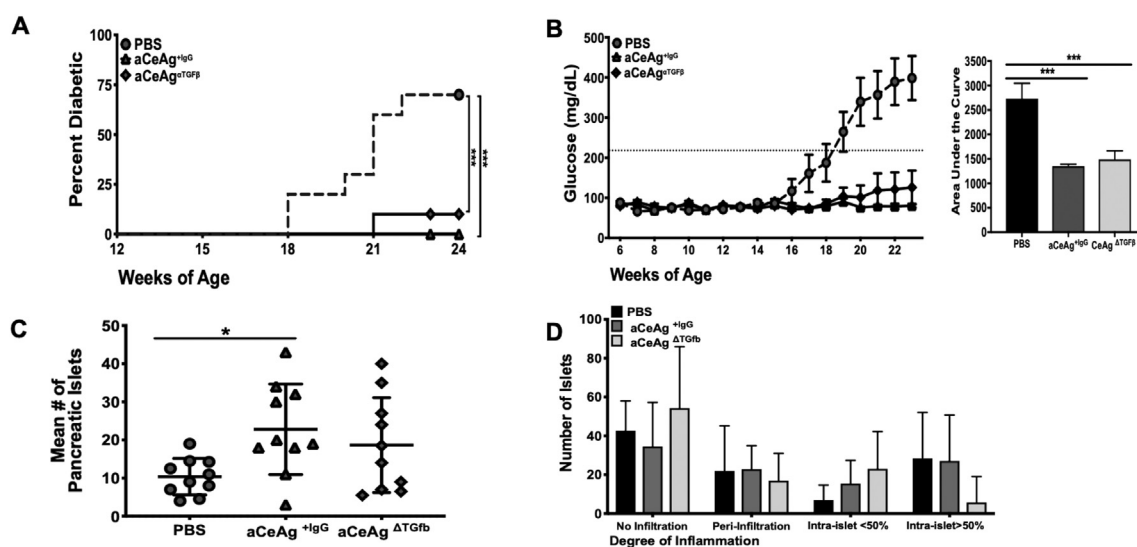 A
PBS
aCeAg+IgG
aCeAgαTGFβ
Percent Diabetic
100
75
50
25
0
12 15 18 21 24
Weeks of Age
***
***
B
PBS
aCeAg+IgG
aCeAgαTGFβ
Glucose (mg/dL)
500
400
300
200
100
0
6 8 10 12 14 16 18 20 22
Weeks of Age
Area Under the Curve
3500
3000
2500
2000
1500
1000
500
0
***
***
PBS aCeAg+IgG CeAg ΔTGFβ
C
Mean # of
Pancreatic Islets
50
40
30
20
10
0
*
PBS aCeAg +IgG aCeAg ΔTGfb
D
PBS
aCeAg +IgG
aCeAg ΔTGfb
Number of Islets
100
80
60
40
20
0
No Infiltration Peri-Infiltration Intra-islet <50% Intra-islet>50%
Degree of Inflammation